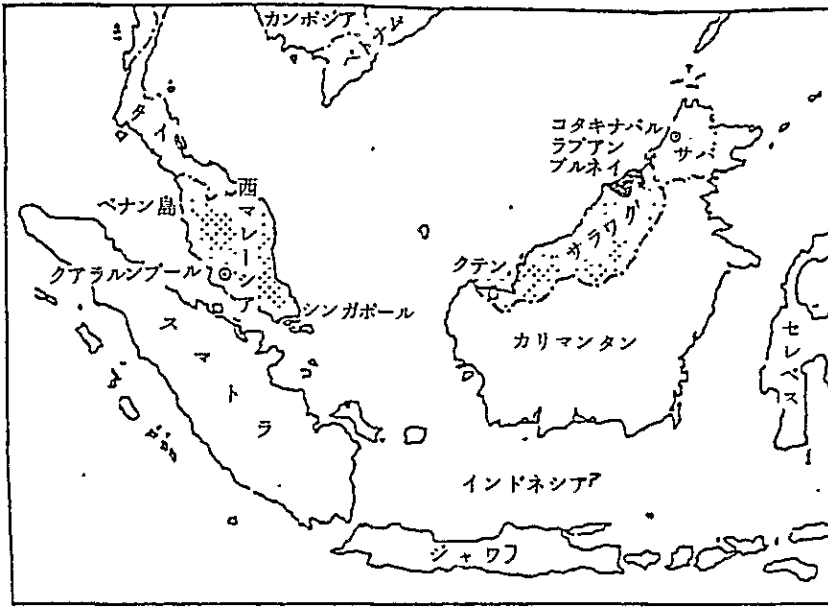 カンボジア
ベトナム
タイ
コタキナバル
ラブアン
ブルネイ
サバ
ペナン島
西マレーシア
サラワク
クアラルンプール
クチン
シンガポール
スマトラ
カリマンタン
セレベス
インドネシア
ジャワ